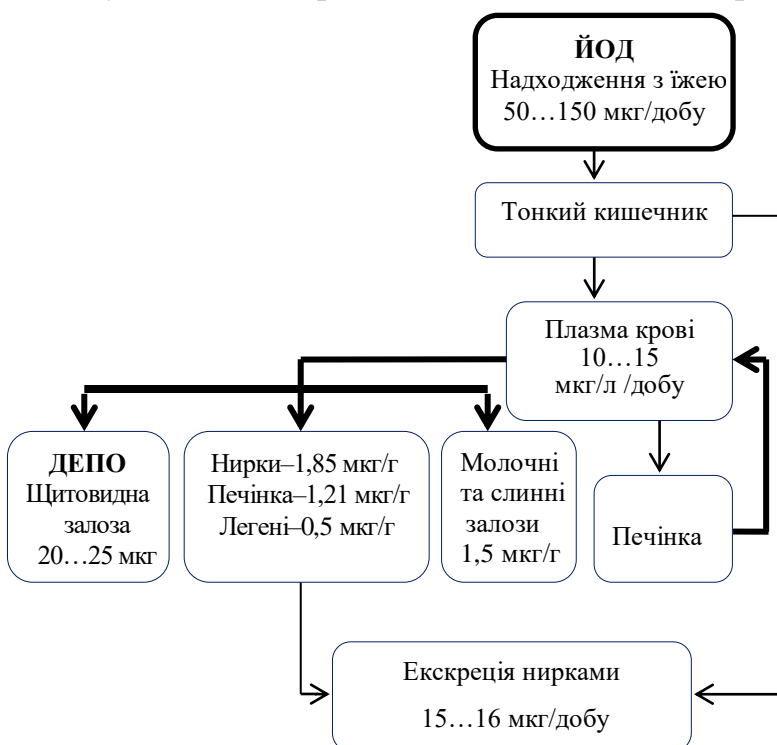 ЙОД
Надходження з їжею
50…150 мкг/добу
Тонкий кишечник
Плазма крові
10…15
мкг/л /добу
ДЕПО
Щитовидна
залоза
20…25 мкг
Нирки–1,85 мкг/г
Печінка–1,21 мкг/г
Легені–0,5 мкг/г
Молочні
та слинні
залози
1,5 мкг/г
Печінка
Екскреція нирками
15…16 мкг/добу